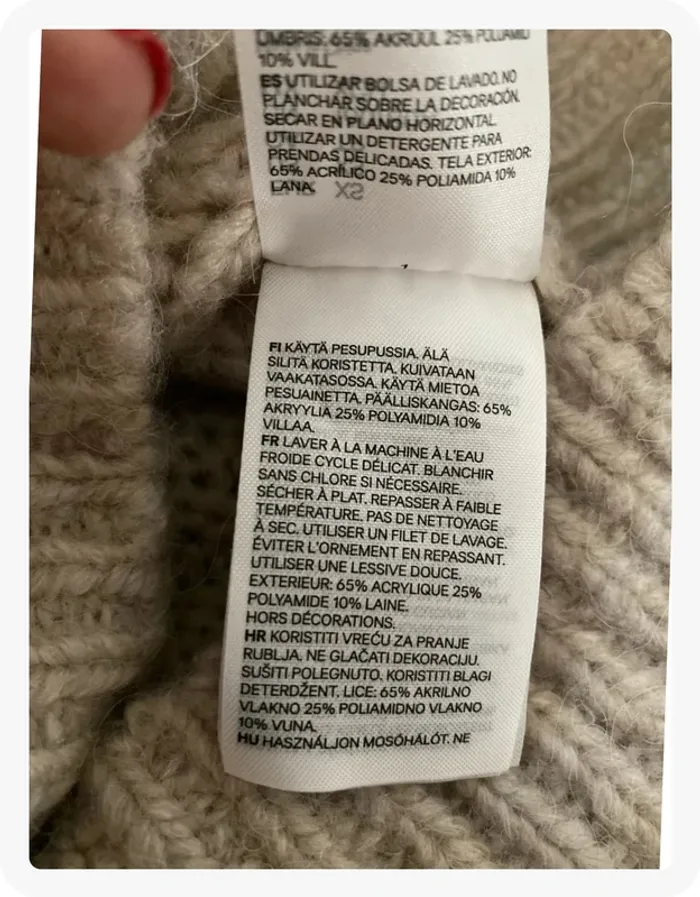 UMBRIS: 65% AKRÜÜL 25% POLÜAMIID
10% VILL.
ES UTILIZAR BOLSA DE LAVADO. NO
PLANCHAR SOBRE LA DECORACIÓN.
SECAR EN PLANO HORIZONTAL.
UTILIZAR UN DETERGENTE PARA
PRENDAS DELICADAS. TELA EXTERIOR:
65% ACRÍLICO 25% POLIAMIDA 10%
LANA.
FI KÄYTÄ PESUPUSSIA. ÄLÄ
SILITÄ KORISTETTA. KUIVATAAN
VAAKATASOSSA. KÄYTÄ MIETOA
PESUAINETTA. PÄÄLLISKANGAS: 65%
AKRYYLIA 25% POLYAMIDIA 10%
VILLAA.
FR LAVER À LA MACHINE À L'EAU
FROIDE CYCLE DÉLICAT. BLANCHIR
SANS CHLORE SI NÉCESSAIRE.
SÉCHER À PLAT. REPASSER À FAIBLE
TEMPÉRATURE. PAS DE NETTOYAGE
À SEC. UTILISER UN FILET DE LAVAGE.
ÉVITER L'ORNEMENT EN REPASSANT.
UTILISER UNE LESSIVE DOUCE.
EXTERIEUR: 65% ACRYLIQUE 25%
POLYAMIDE 10% LAINE.
HORS DÉCORATIONS.
HR KORISTITI VREĆU ZA PRANJE
RUBLJA. NE GLAČATI DEKORACIJU.
SUŠITI POLEGNUTO. KORISTITI BLAGI
DETERDŽENT. LICE: 65% AKRILNO
VLAKNO 25% POLIAMIDNO VLAKNO
10% VUNA.
HU HASZNÁLJON MOSÓHÁLÓT. NE